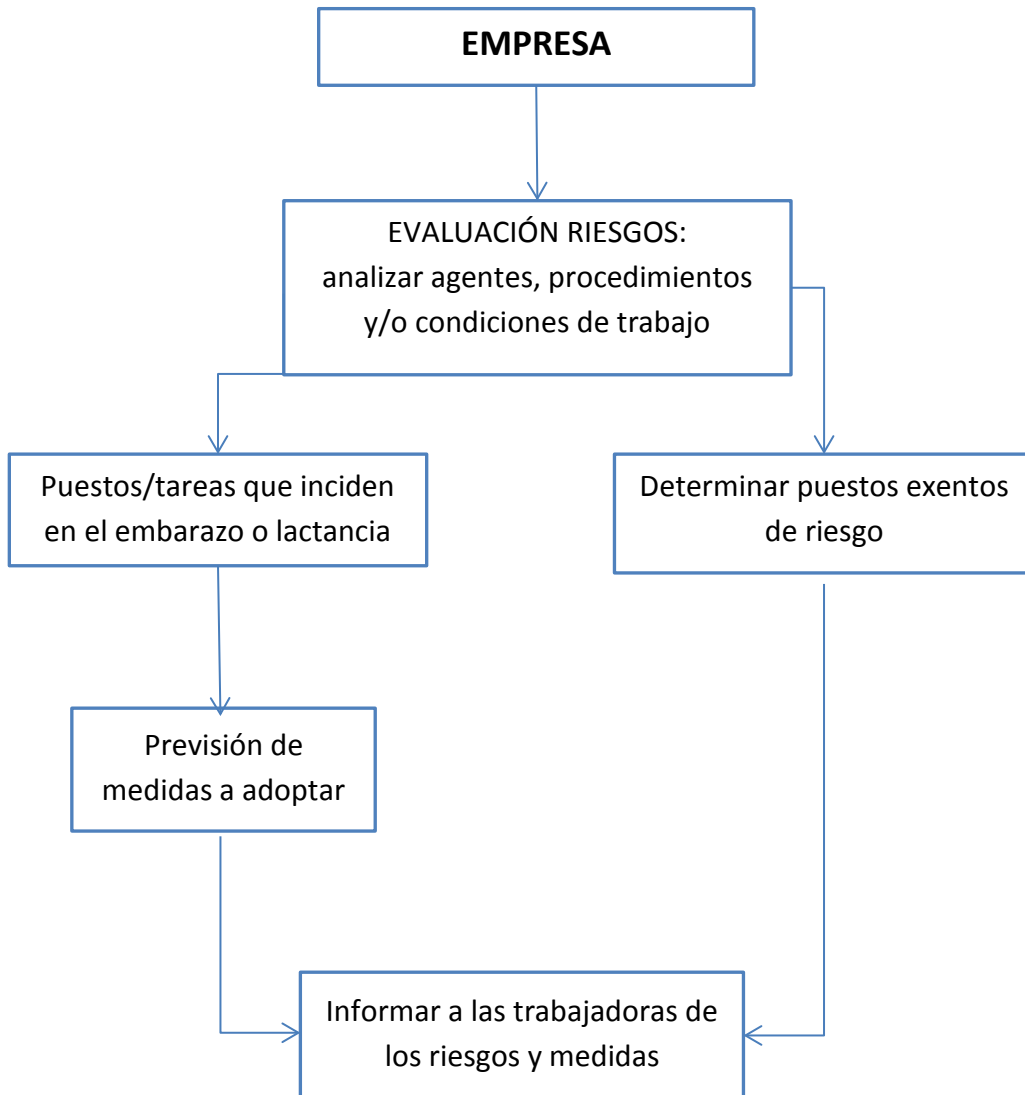 EMPRESA
EVALUACIÓN RIESGOS:
analizar agentes, procedimientos
y/o condiciones de trabajo
Puestos/tareas que inciden
en el embarazo o lactancia
Determinar puestos exentos
de riesgo
Previsión de
medidas a adoptar
Informar a las trabajadoras de
los riesgos y medidas